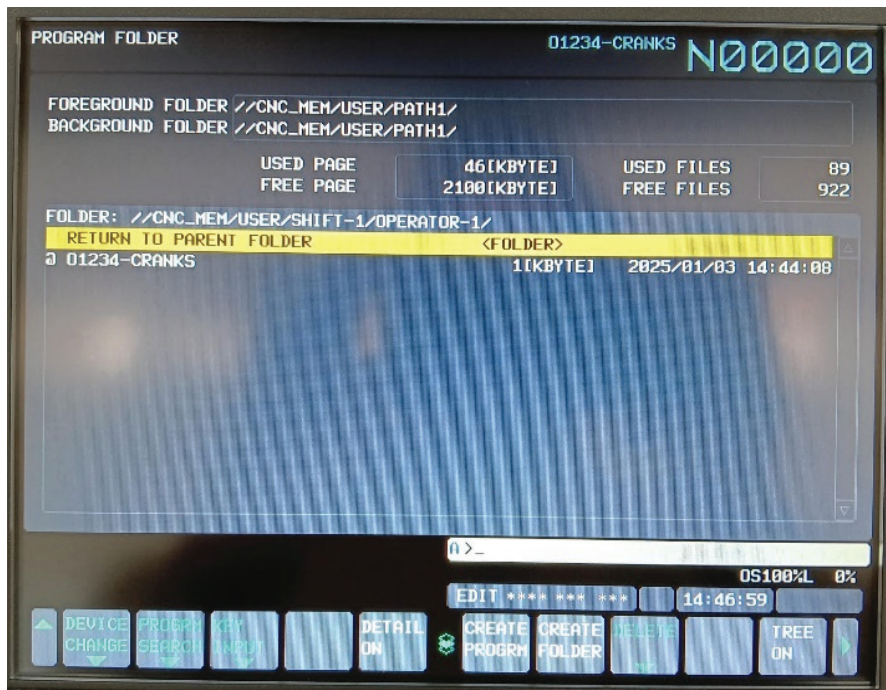 PROGRAM FOLDER O1234-CRANKS N00000
FOREGROUND FOLDER //CNC_MEM/USER/PATH1/
BACKGROUND FOLDER //CNC_MEM/USER/PATH1/
USED PAGE 46[KBYTE] USED FILES 89
FREE PAGE 2100[KBYTE] FREE FILES 922
FOLDER: //CNC_MEM/USER/SHIFT-1/OPERATOR-1/
RETURN TO PARENT FOLDER <FOLDER>
@ O1234-CRANKS 1[KBYTE] 2025/01/03 14:44:08
A >_
OS100%L 0%
EDIT **** *** *** 14:46:59
DEVICE PROGRM KEY DETAIL CREATE CREATE DELETE TREE
CHANGE SEARCH INPUT ON PROGRM FOLDER ON